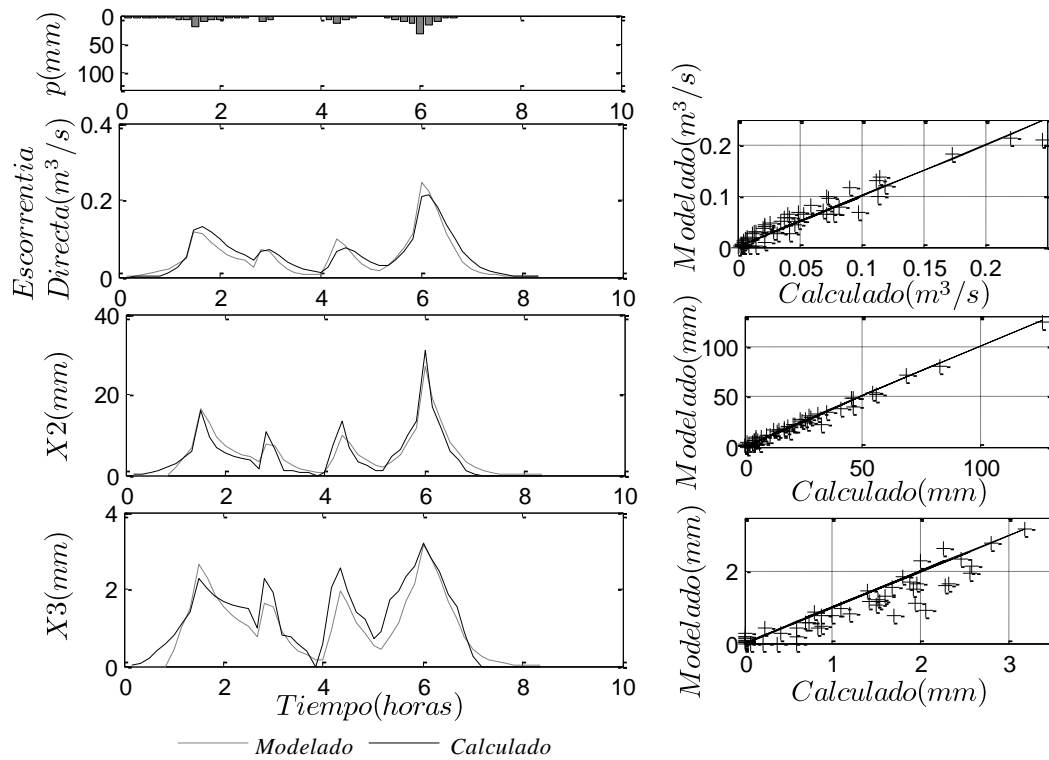 p(mm)
0
50
100
0 2 4 6 8 10
Escorrentia
Directa(m³/s)
0.4
0.2
0
0 2 4 6 8 10
X2(mm)
40
20
0
0 2 4 6 8 10
X3(mm)
4
2
0
0 2 4 6 8 10
Tiempo(horas)
Modelado Calculado
Modelado(m³/s)
0.2
0.1
0
0 0.05 0.1 0.15 0.2
Calculado(m³/s)
Modelado(mm)
100
50
0
0 50 100
Calculado(mm)
Modelado(mm)
2
0
0 1 2 3
Calculado(mm)